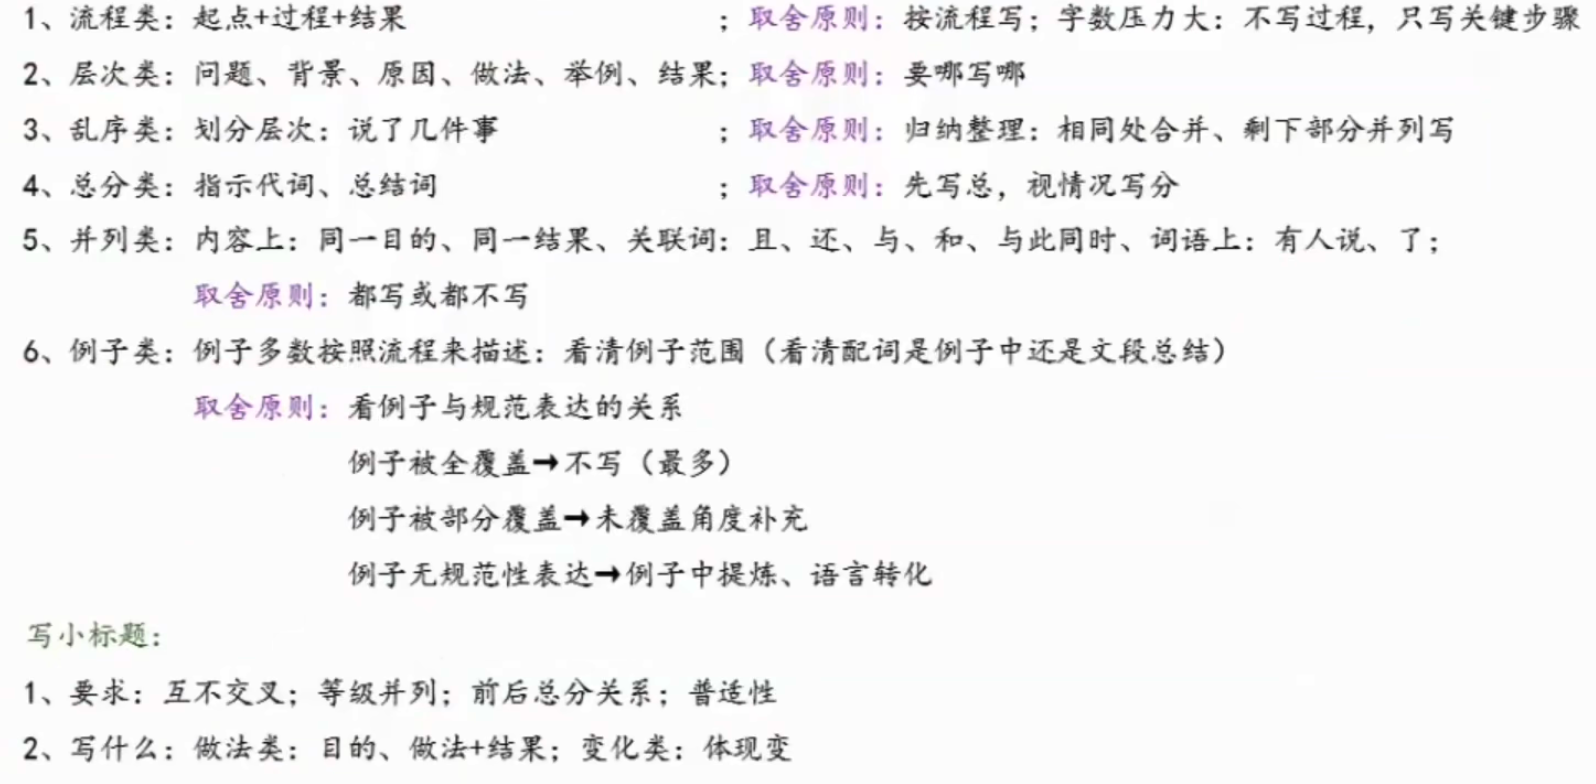 1、流程类：起点+过程+结果；取舍原则：按流程写；字数压力大：不写过程，只写关键步骤
2、层次类：问题、背景、原因、做法、举例、结果；取舍原则：要哪写哪
3、乱序类：划分层次：说了几件事；取舍原则：归纳整理：相同处合并、剩下部分并列写
4、总分类：指示代词、总结词；取舍原则：先写总，视情况写分
5、并列类：内容上：同一目的、同一结果、关联词：且、还、与、和、与此同时、词语上：有人说、了；
取舍原则：都写或都不写
6、例子类：例子多数按照流程来描述：看清例子范围（看清配词是例子中还是文段总结）
取舍原则：看例子与规范表达的关系
例子被全覆盖→不写（最多）
例子被部分覆盖→未覆盖角度补充
例子无规范性表达→例子中提炼、语言转化
写小标题：
1、要求：互不交叉；等级并列；前后总分关系；普适性
2、写什么：做法类：目的、做法+结果；变化类：体现变